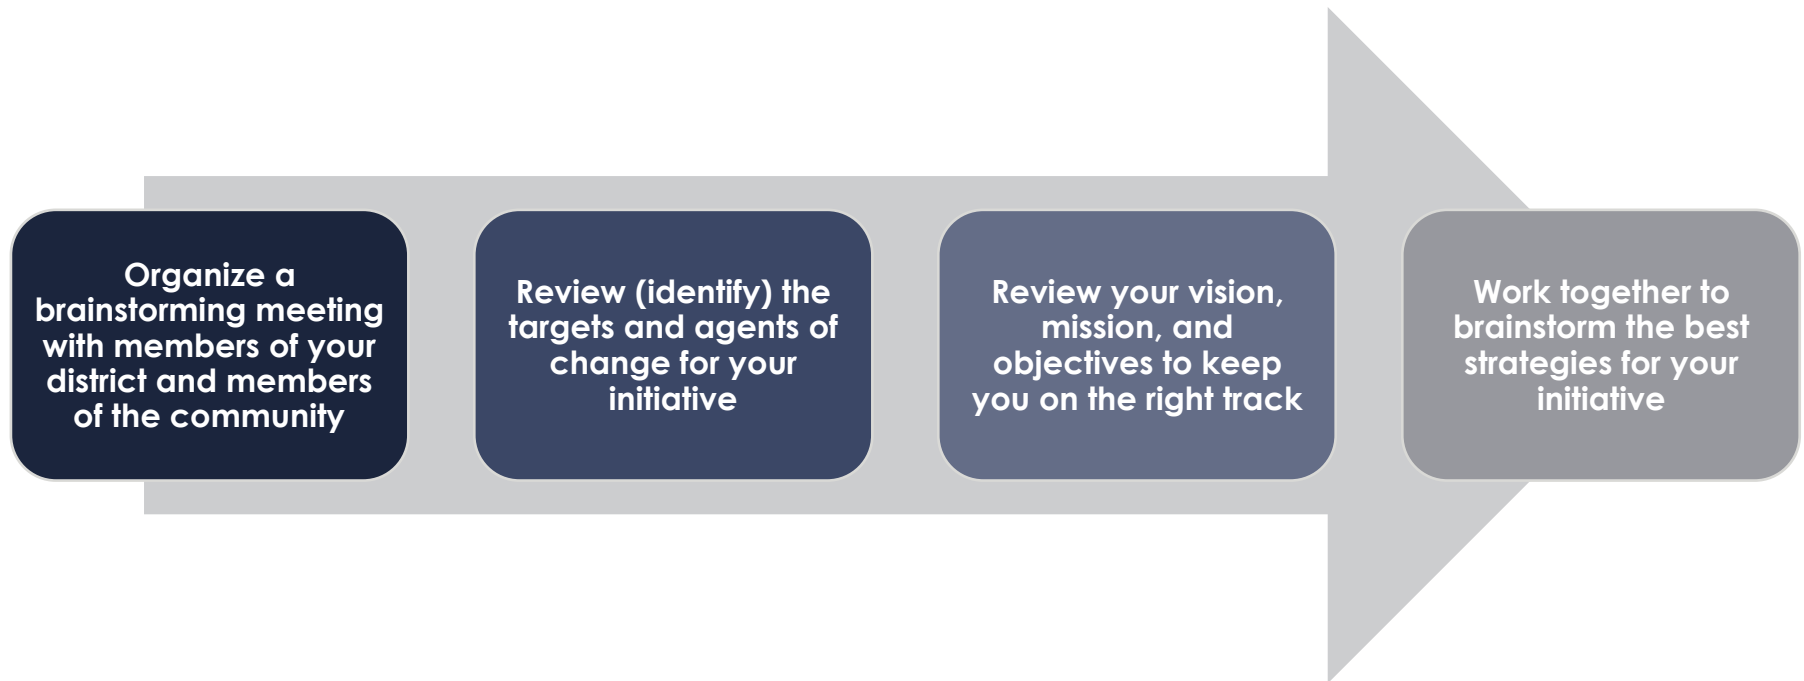 Organize a
brainstorming meeting
with members of your
district and members
of the community
Review (identify) the
targets and agents of
change for your
initiative
Review your vision,
mission, and
objectives to keep
you on the right track
Work together to
brainstorm the best
strategies for your
initiative